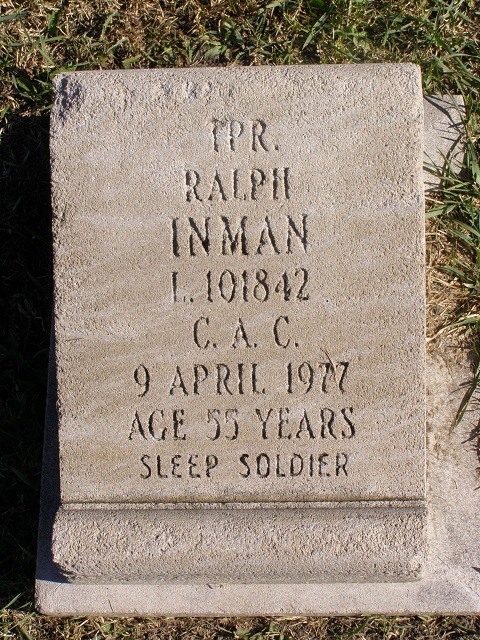 TPR.
RALPH
INMAN
L.101842
C. A. C.
9 APRIL 1977
AGE 55 YEARS
SLEEP SOLDIER